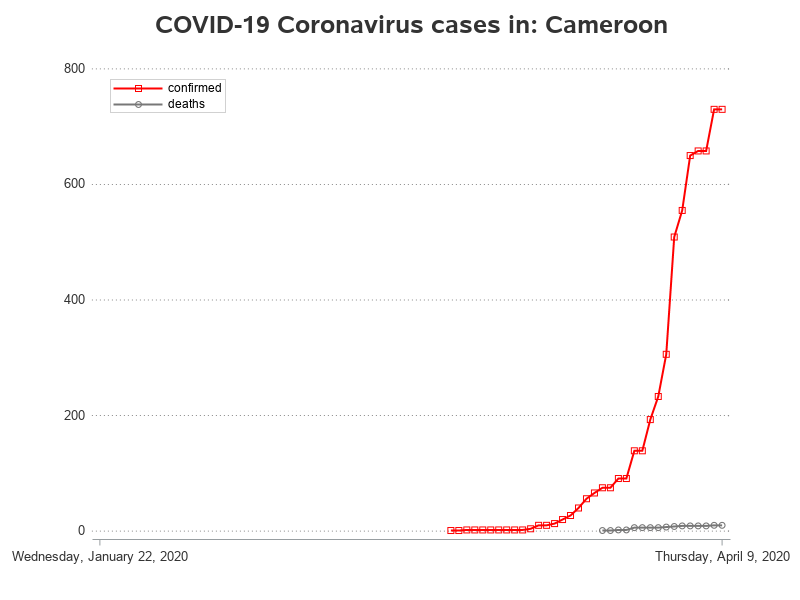 COVID-19 Coronavirus cases in: Cameroon
800
confirmed
deaths
600
400
200
0
Wednesday, January 22, 2020
Thursday, April 9, 2020